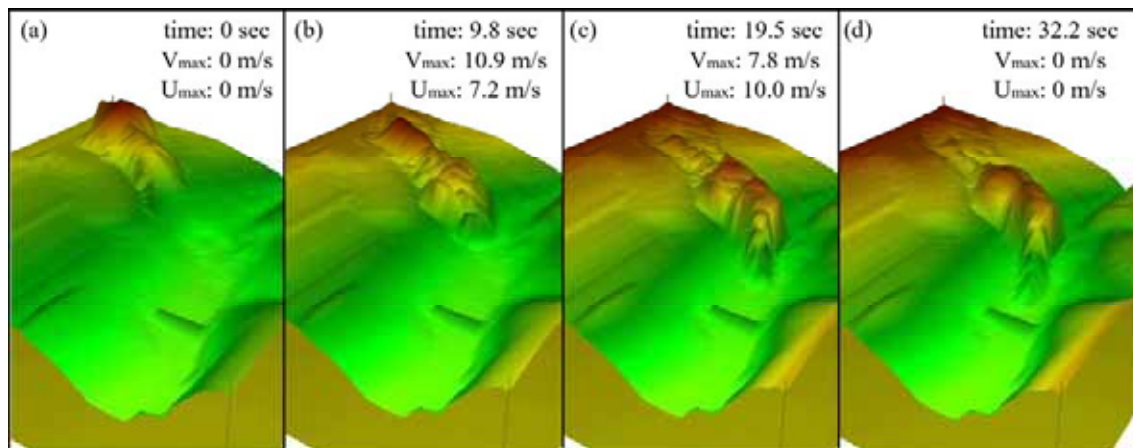 (a) time: 0 sec
Vmax: 0 m/s
Umax: 0 m/s
(b) time: 9.8 sec
Vmax: 10.9 m/s
Umax: 7.2 m/s
(c) time: 19.5 sec
Vmax: 7.8 m/s
Umax: 10.0 m/s
(d) time: 32.2 sec
Vmax: 0 m/s
Umax: 0 m/s